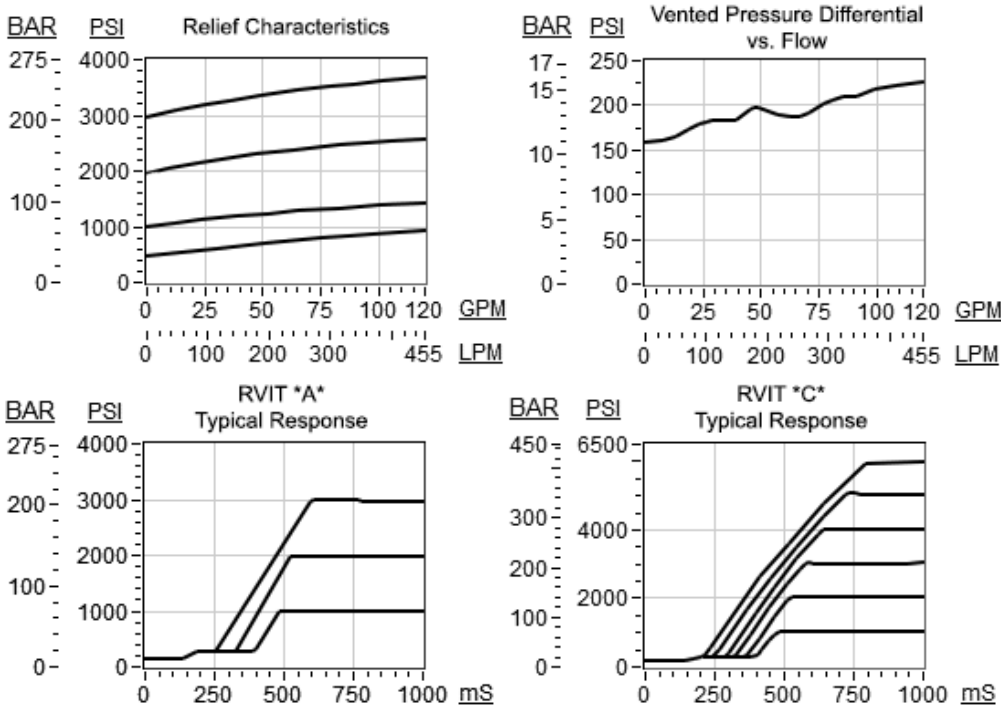 Relief Characteristics
BAR PSI
275 4000
3000
200
2000
100
1000
0 0
0 25 50 75 100 120 GPM
0 100 200 300 455 LPM
Vented Pressure Differential
vs. Flow
BAR PSI
17 250
15
200
10 150
100
5 50
0 0
0 25 50 75 100 120 GPM
0 100 200 300 455 LPM
RVIT *A*
Typical Response
BAR PSI
275 4000
200 3000
2000
100
1000
0 0
0 250 500 750 1000 mS
RVIT *C*
Typical Response
BAR PSI
450 6500
300 4000
200
2000
100
0 0
0 250 500 750 1000 mS